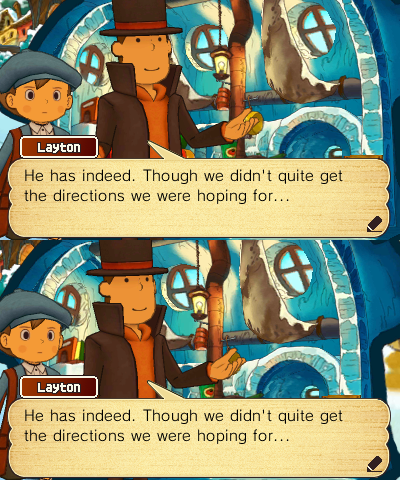 Layton
He has indeed. Though we didn't quite get
the directions we were hoping for...
Layton
He has indeed. Though we didn't quite get
the directions we were hoping for...